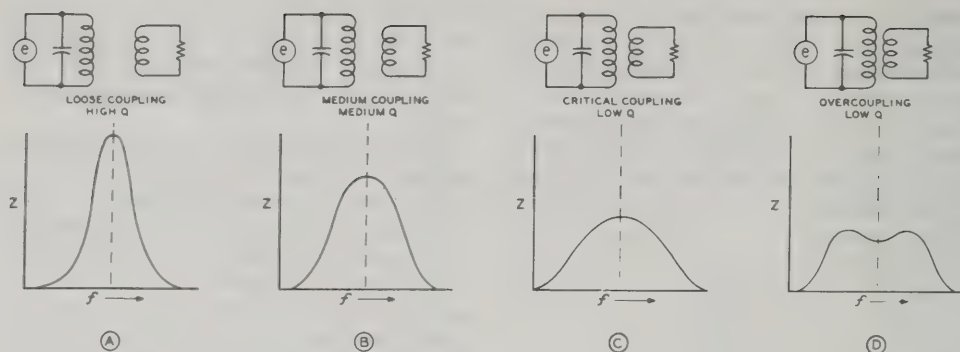 e
LOOSE COUPLING
HIGH Q
Z
f
A
e
MEDIUM COUPLING
MEDIUM Q
Z
f
B
e
CRITICAL COUPLING
LOW Q
Z
f
C
e
OVERCOUPLING
LOW Q
Z
f
D